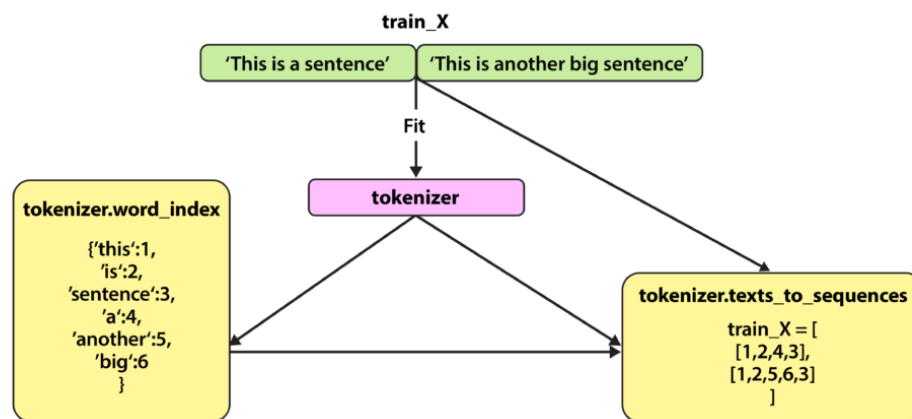 train_X
‘This is a sentence’
‘This is another big sentence’
Fit
tokenizer
tokenizer.word_index
{’this‘:1,
’is‘:2,
’sentence‘:3,
’a‘:4,
’another‘:5,
’big‘:6
}
tokenizer.texts_to_sequences
train_X = [
[1,2,4,3],
[1,2,5,6,3]
]